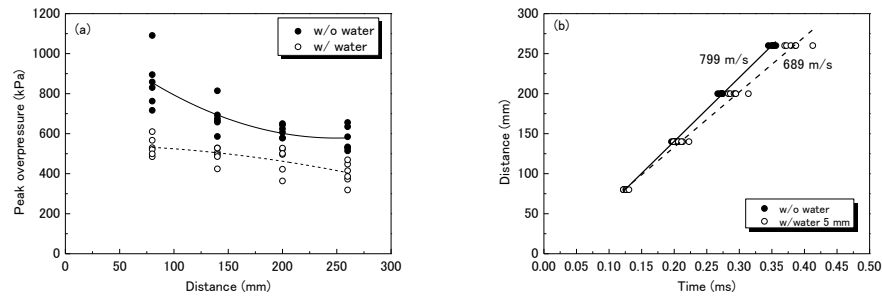 (a)
w/o water
w/ water
Peak overpressure (kPa)
1200
1000
800
600
400
200
0
0 50 100 150 200 250 300
Distance (mm)
(b)
799 m/s
689 m/s
w/o water
w/water 5 mm
Distance (mm)
300
250
200
150
100
50
0
0.00 0.05 0.10 0.15 0.20 0.25 0.30 0.35 0.40 0.45 0.50
Time (ms)